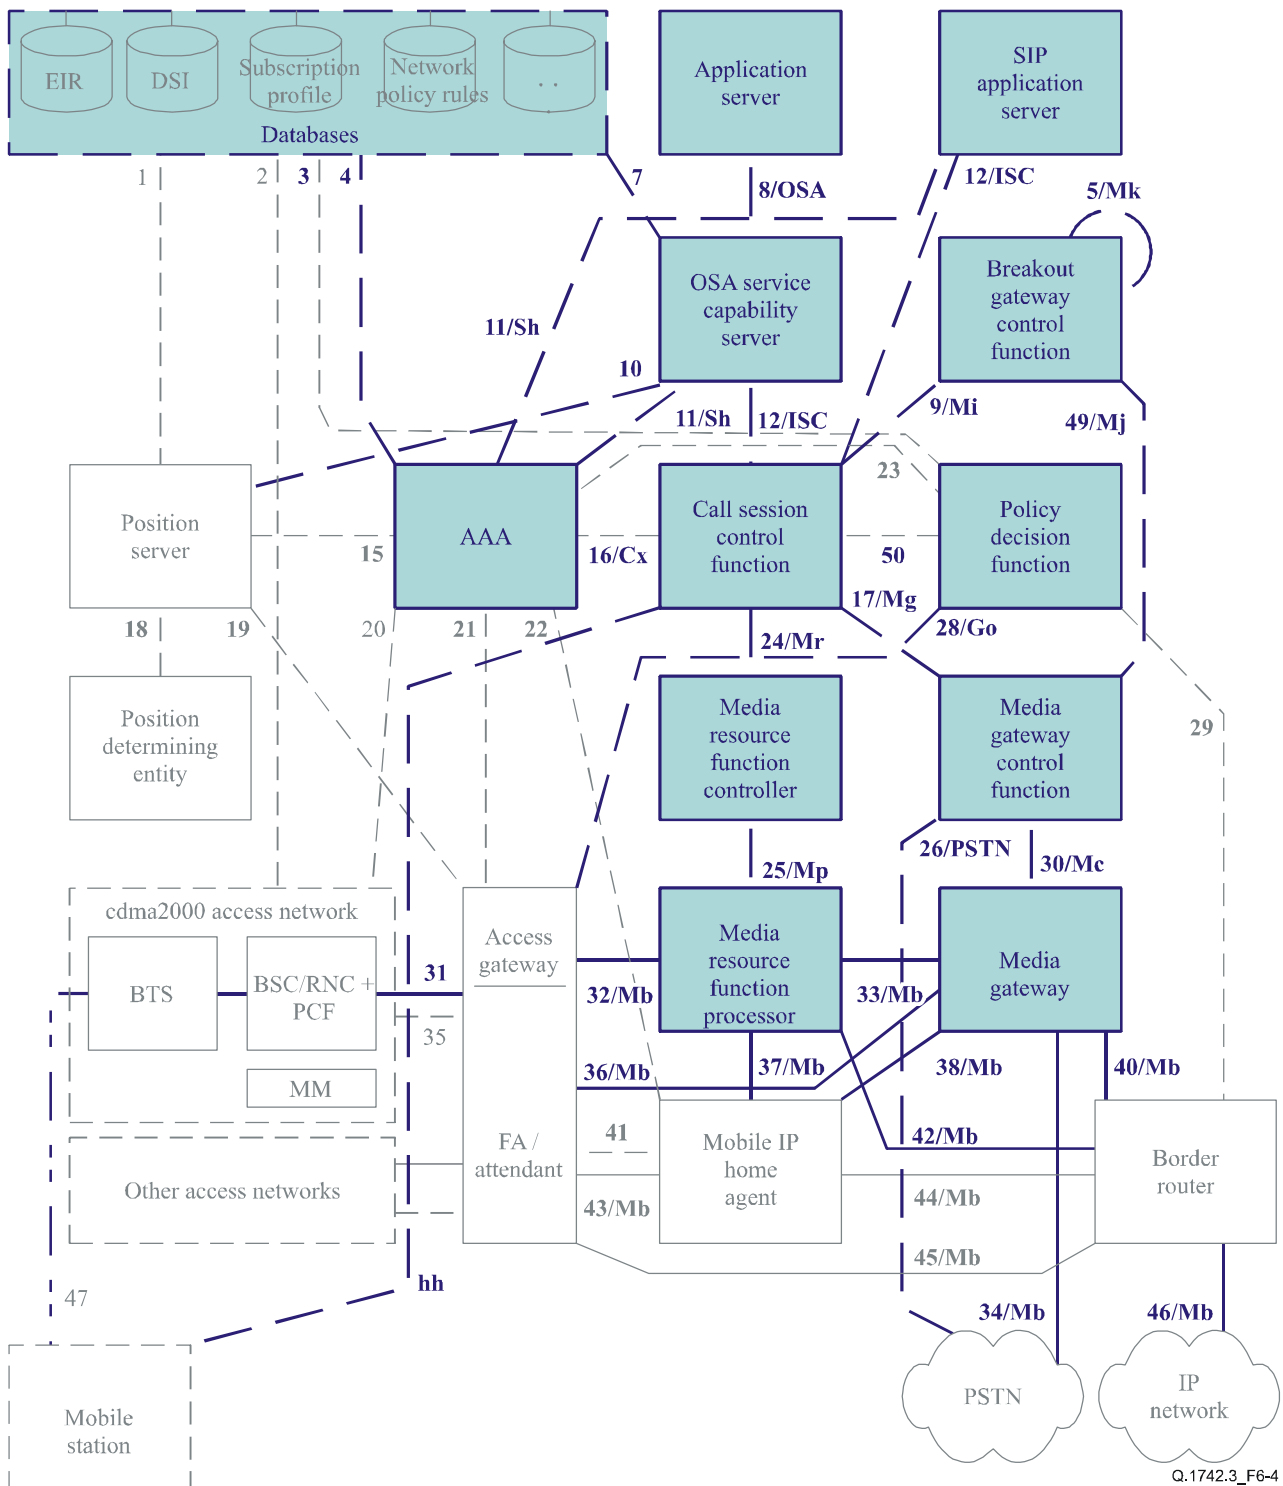 EIR
DSI
Subscription
profile
Network
policy rules
. .
.
Databases
Application
server
SIP
application
server
1
2
3
4
7
8/OSA
12/ISC
5/Mk
OSA service
capability
server
Breakout
gateway
control
function
11/Sh
10
11/Sh
12/ISC
9/Mi
49/Mj
23
Position
server
15
AAA
16/Cx
Call session
control
function
50
Policy
decision
function
17/Mg
18
19
20
21
22
24/Mr
28/Go
Position
determining
entity
Media
resource
function
controller
Media
gateway
control
function
29
26/PSTN
25/Mp
30/Mc
cdma2000 access network
BTS
BSC/RNC +
PCF
MM
31
35
Access
gateway
32/Mb
Media
resource
function
processor
33/Mb
Media
gateway
36/Mb
37/Mb
38/Mb
40/Mb
Other access networks
FA /
attendant
41
43/Mb
Mobile IP
home
agent
42/Mb
44/Mb
45/Mb
Border
router
47
hh
34/Mb
46/Mb
Mobile
station
PSTN
IP
network
Q.1742.3_F6-4